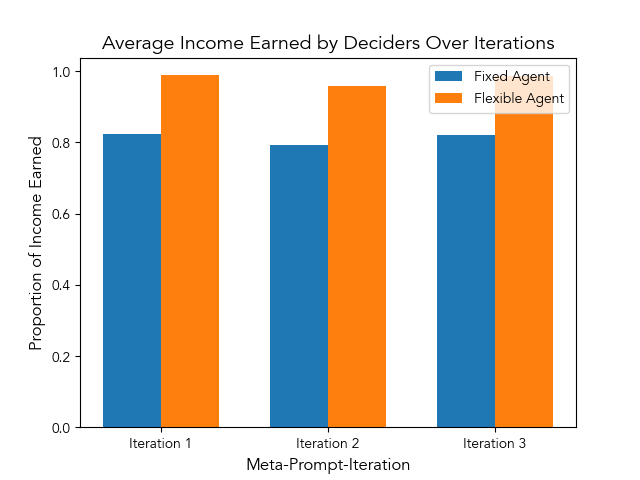 Average Income Earned by Deciders Over Iterations
Fixed Agent
Flexible Agent
Proportion of Income Earned
1.0
0.8
0.6
0.4
0.2
0.0
Iteration 1
Iteration 2
Iteration 3
Meta-Prompt-Iteration